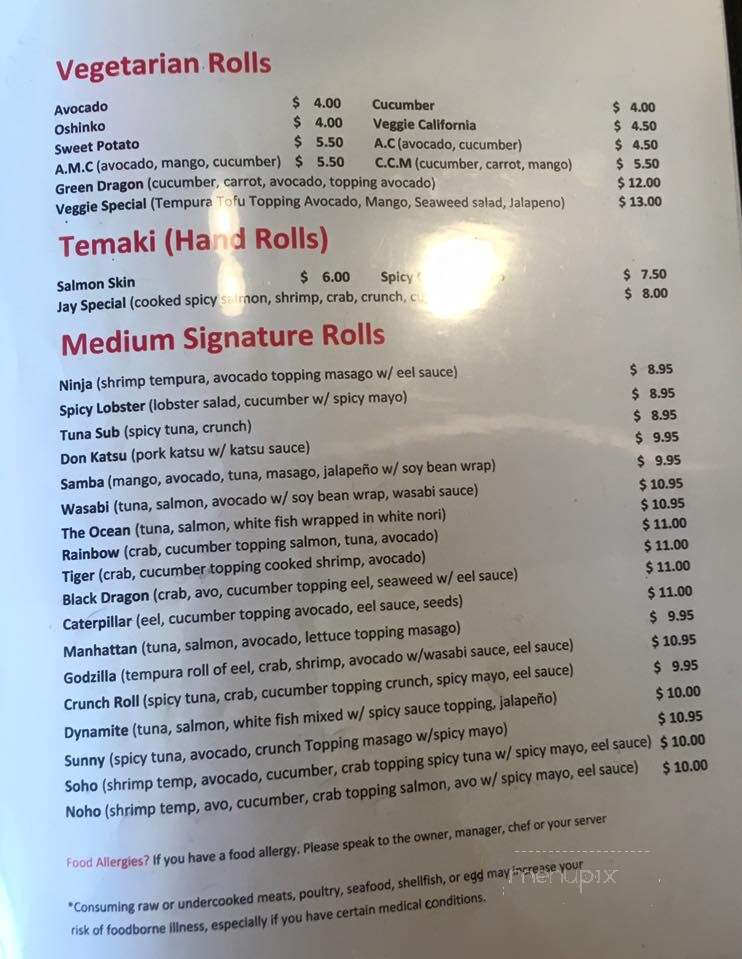 Vegetarian Rolls
Avocado $ 4.00 Cucumber $ 4.00
Oshinko $ 4.00 Veggie California $ 4.50
Sweet Potato $ 5.50 A.C (avocado, cucumber) $ 4.50
A.M.C (avocado, mango, cucumber) $ 5.50 C.C.M (cucumber, carrot, mango) $ 5.50
Green Dragon (cucumber, carrot, avocado, topping avocado) $ 12.00
Veggie Special (Tempura Tofu Topping Avocado, Mango, Seaweed salad, Jalapeno) $ 13.00
Temaki (Hand Rolls)
Salmon Skin $ 6.00 Spicy $ 7.50
Jay Special (cooked spicy salmon, shrimp, crab, crunch, $ 8.00
Medium Signature Rolls
Ninja (shrimp tempura, avocado topping masago w/ eel sauce) $ 8.95
Spicy Lobster (lobster salad, cucumber w/ spicy mayo) $ 8.95
Tuna Sub (spicy tuna, crunch) $ 8.95
Don Katsu (pork katsu w/ katsu sauce) $ 9.95
Samba (mango, avocado, tuna, masago, jalapeño w/ soy bean wrap) $ 9.95
Wasabi (tuna, salmon, avocado w/ soy bean wrap, wasabi sauce) $ 10.95
The Ocean (tuna, salmon, white fish wrapped in white nori) $ 10.95
Rainbow (crab, cucumber topping salmon, tuna, avocado) $ 11.00
Tiger (crab, cucumber topping cooked shrimp, avocado) $ 11.00
Black Dragon (crab, avo, cucumber topping eel, seaweed w/ eel sauce) $ 11.00
Caterpillar (eel, cucumber topping avocado, eel sauce, seeds) $ 11.00
Manhattan (tuna, salmon, avocado, lettuce topping masago) $ 9.95
Godzilla (tempura roll of eel, crab, shrimp, avocado w/wasabi sauce, eel sauce) $ 10.95
Crunch Roll (spicy tuna, crab, cucumber topping crunch, spicy mayo, eel sauce) $ 9.95
Dynamite (tuna, salmon, white fish mixed w/ spicy sauce topping, jalapeño) $ 10.00
Sunny (spicy tuna, avocado, crunch Topping masago w/spicy mayo) $ 10.95
Soho (shrimp temp, avocado, cucumber, crab topping spicy tuna w/ spicy mayo, eel sauce) $ 10.00
Noho (shrimp temp, avo, cucumber, crab topping salmon, avo w/ spicy mayo, eel sauce) $ 10.00
Food Allergies? If you have a food allergy. Please speak to the owner, manager, chef or your server
menupix
*Consuming raw or undercooked meats, poultry, seafood, shellfish, or egg may increase your
risk of foodborne illness, especially if you have certain medical conditions.